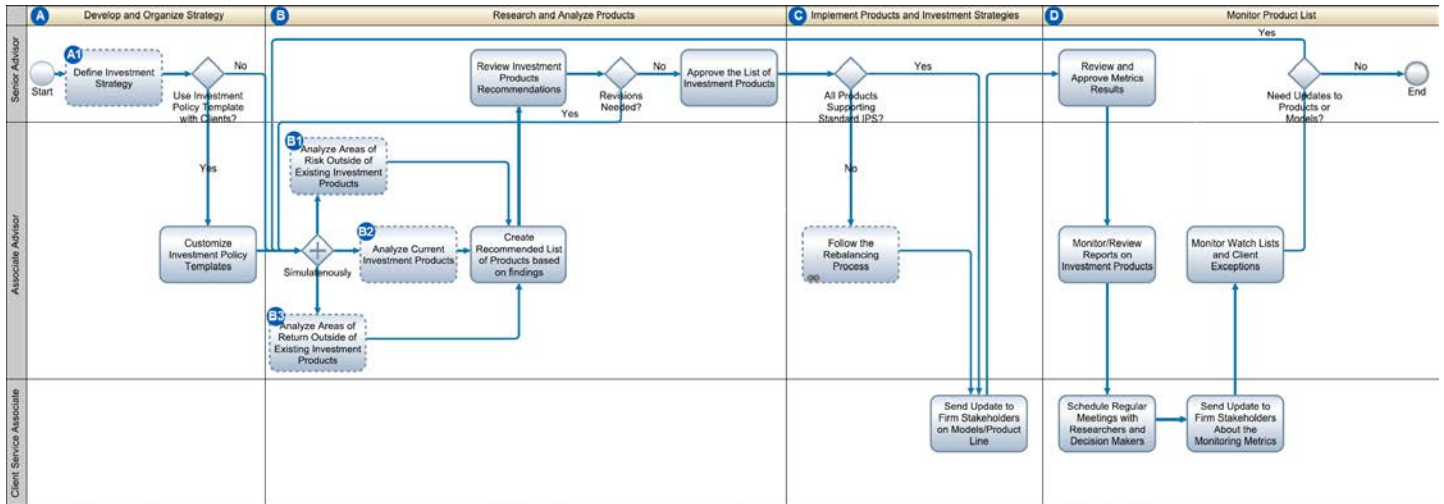 A Develop and Organize Strategy
B Research and Analyze Products
C Implement Products and Investment Strategies
D Monitor Product List
Senior Advisor
Start
A1
Define Investment
Strategy
No
Use Investment
Policy Template
with Clients?
Yes
Review Investment
Products
Recommendations
No
Revisions
Needed?
Yes
Approve the List of
Investment Products
Yes
All Products
Supporting
Standard IPS?
No
Review and
Approve Metrics
Results
Yes
No
Need Updates to
Products or
Models?
End
Associate Advisor
Customize
Investment Policy
Templates
Simulatenously
B1
Analyze Areas of
Risk Outside of
Existing Investment
Products
B2
Analyze Current
Investment Products
B3
Analyze Areas of
Return Outside of
Existing Investment
Products
Create
Recommended List
of Products based
on findings
Follow the
Rebalancing
Process
Monitor/Review
Reports on
Investment Products
Monitor Watch Lists
and Client
Exceptions
Client Service Associate
Send Update to
Firm Stakeholders
on Models/Product
Line
Schedule Regular
Meetings with
Researchers and
Decision Makers
Send Update to
Firm Stakeholders
About the
Monitoring Metrics